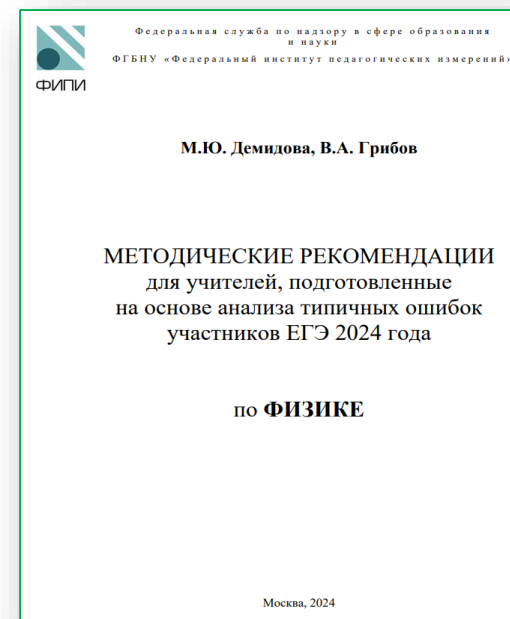 Федеральная служба по надзору в сфере образования
и науки
ФГБНУ «Федеральный институт педагогических измерений»
ФИПИ
М.Ю. Демидова, В.А. Грибов
МЕТОДИЧЕСКИЕ РЕКОМЕНДАЦИИ
для учителей, подготовленные
на основе анализа типичных ошибок
участников ЕГЭ 2024 года
по ФИЗИКЕ
Москва, 2024